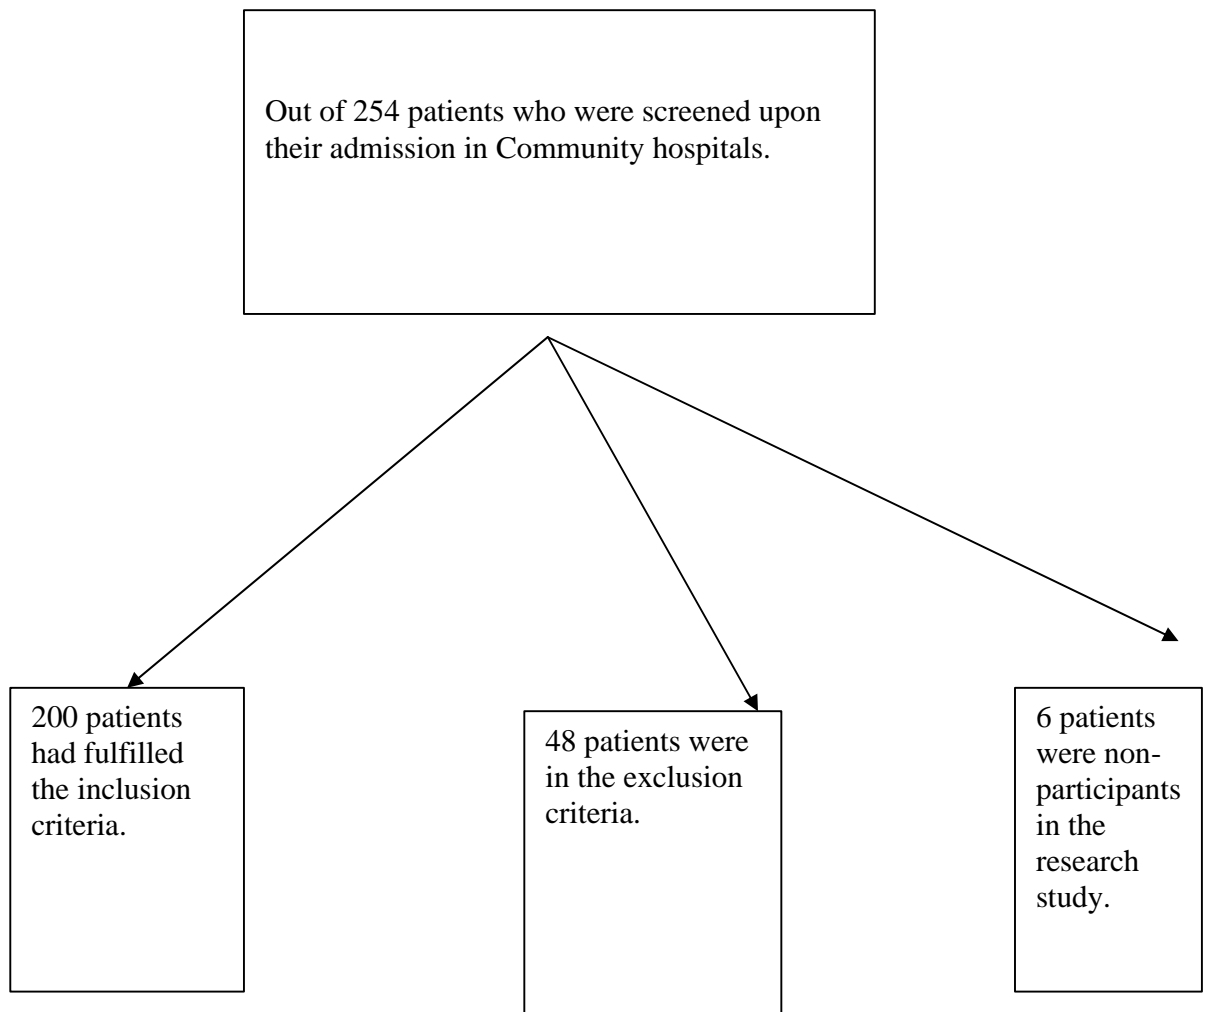 Out of 254 patients who were screened upon
their admission in Community hospitals.
200 patients
had fulfilled
the inclusion
criteria.
48 patients were
in the exclusion
criteria.
6 patients
were non-
participants
in the
research
study.